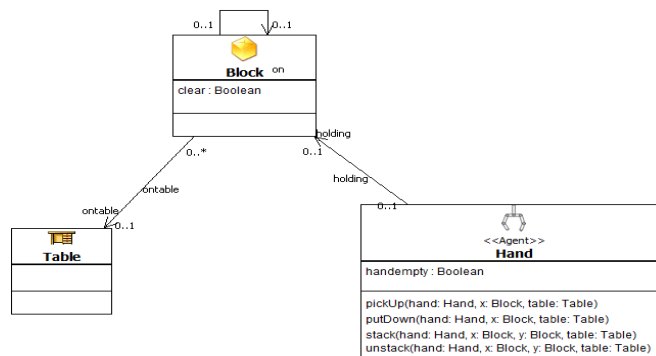 0..1
0..1
Block
on
clear : Boolean
0..*
holding
0..1
ontable
holding
ontable
0..1
0..1
Table
<<Agent>>
Hand
handempty : Boolean
pickUp(hand: Hand, x: Block, table: Table)
putDown(hand: Hand, x: Block, table: Table)
stack(hand: Hand, x: Block, y: Block, table: Table)
unstack(hand: Hand, x: Block, y: Block, table: Table)